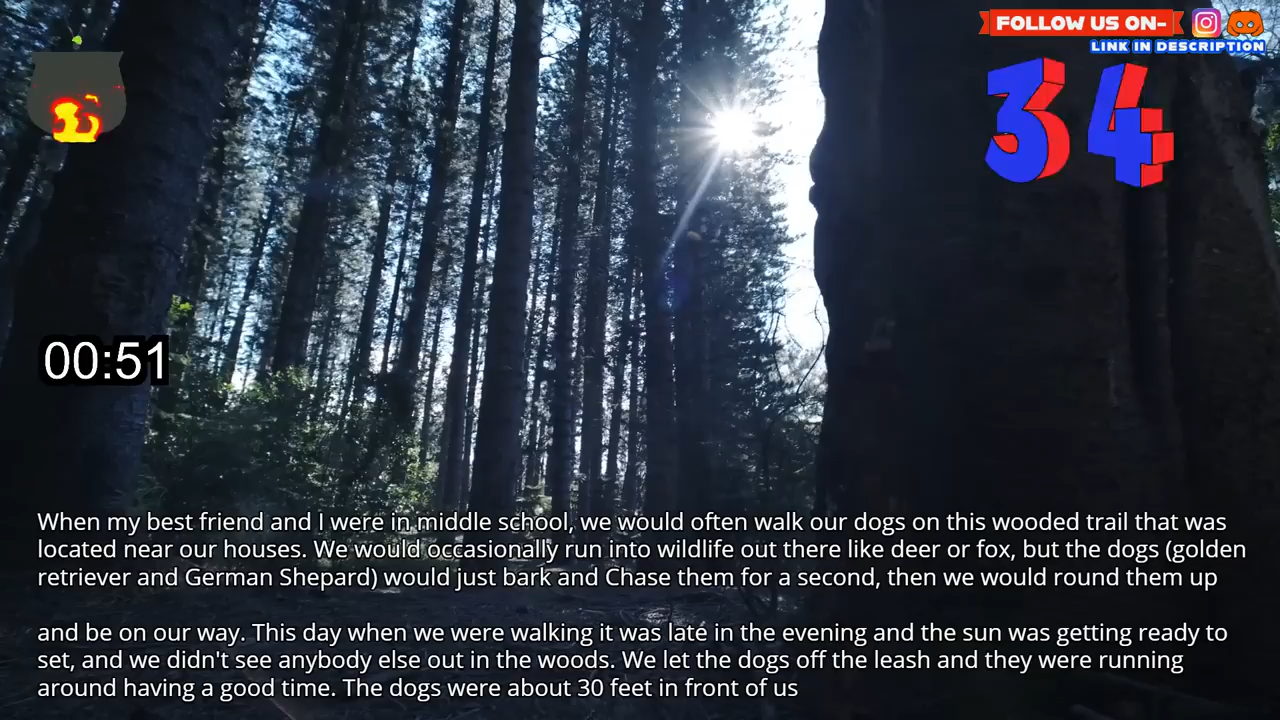 FOLLOW US ON-
LINK IN DESCRIPTION
34
00:51
When my best friend and I were in middle school, we would often walk our dogs on this wooded trail that was
located near our houses. We would occasionally run into wildlife out there like deer or fox, but the dogs (golden
retriever and German Shepard) would just bark and Chase them for a second, then we would round them up
and be on our way. This day when we were walking it was late in the evening and the sun was getting ready to
set, and we didn't see anybody else out in the woods. We let the dogs off the leash and they were running
around having a good time. The dogs were about 30 feet in front of us